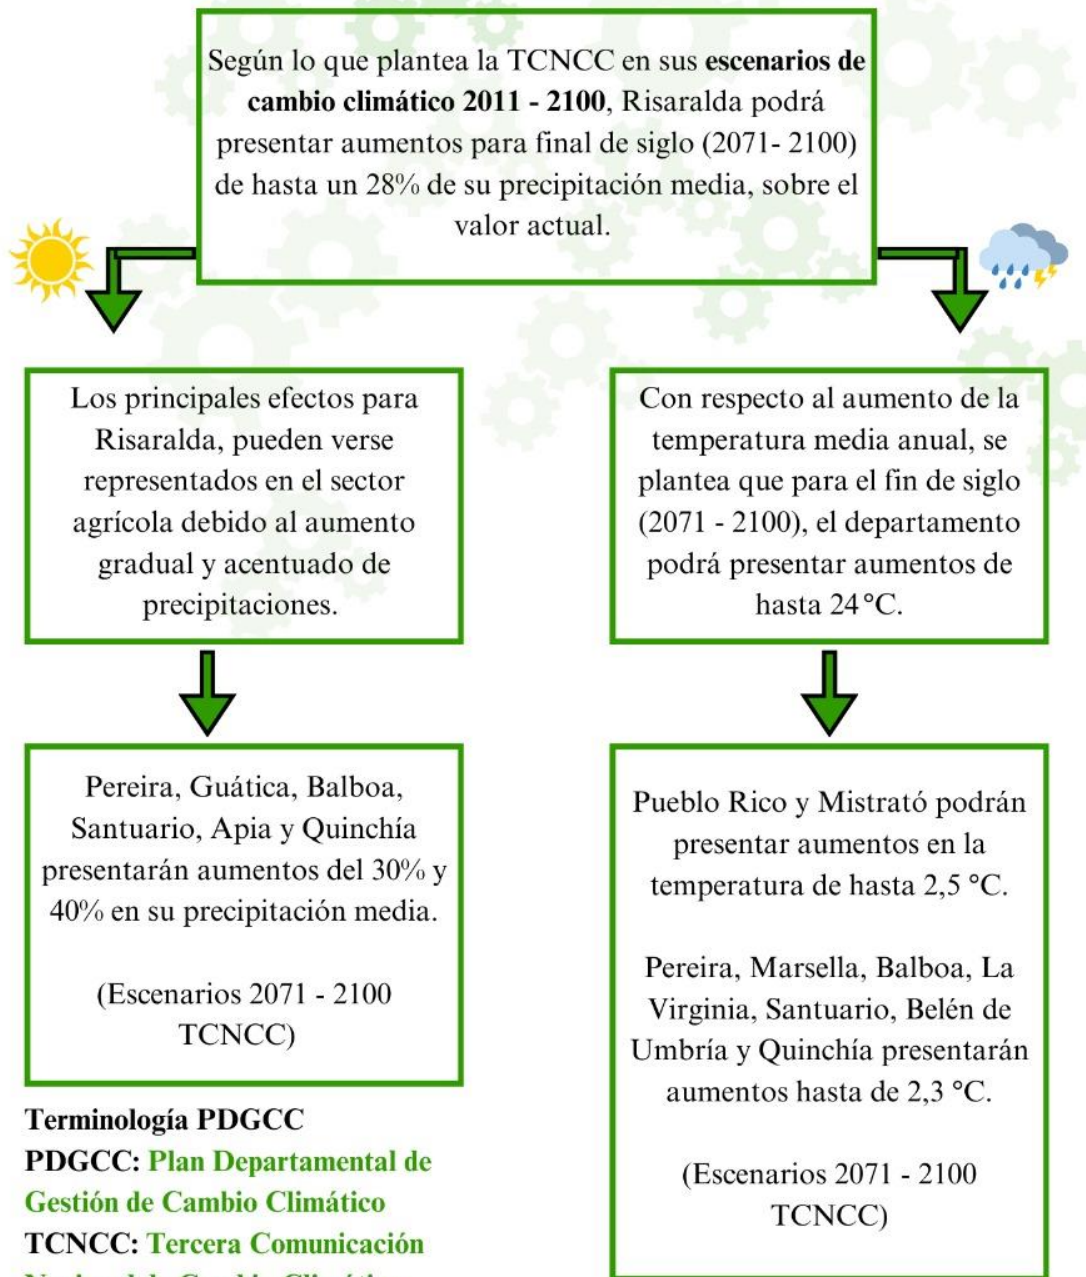 Según lo que plantea la TCNCC en sus escenarios de
cambio climático 2011 - 2100, Risaralda podrá
presentar aumentos para final de siglo (2071- 2100)
de hasta un 28% de su precipitación media, sobre el
valor actual.
Los principales efectos para
Risaralda, pueden verse
representados en el sector
agrícola debido al aumento
gradual y acentuado de
precipitaciones.
Con respecto al aumento de la
temperatura media anual, se
plantea que para el fin de siglo
(2071 - 2100), el departamento
podrá presentar aumentos de
hasta 24 °C.
Pereira, Guática, Balboa,
Santuario, Apia y Quinchía
presentarán aumentos del 30% y
40% en su precipitación media.
(Escenarios 2071 - 2100
TCNCC)
Pueblo Rico y Mistrató podrán
presentar aumentos en la
temperatura de hasta 2,5 °C.
Pereira, Marsella, Balboa, La
Virginia, Santuario, Belén de
Umbría y Quinchía presentarán
aumentos hasta de 2,3 °C.
(Escenarios 2071 - 2100
TCNCC)
Terminología PDGCC
PDGCC: Plan Departamental de
Gestión de Cambio Climático
TCNCC: Tercera Comunicación